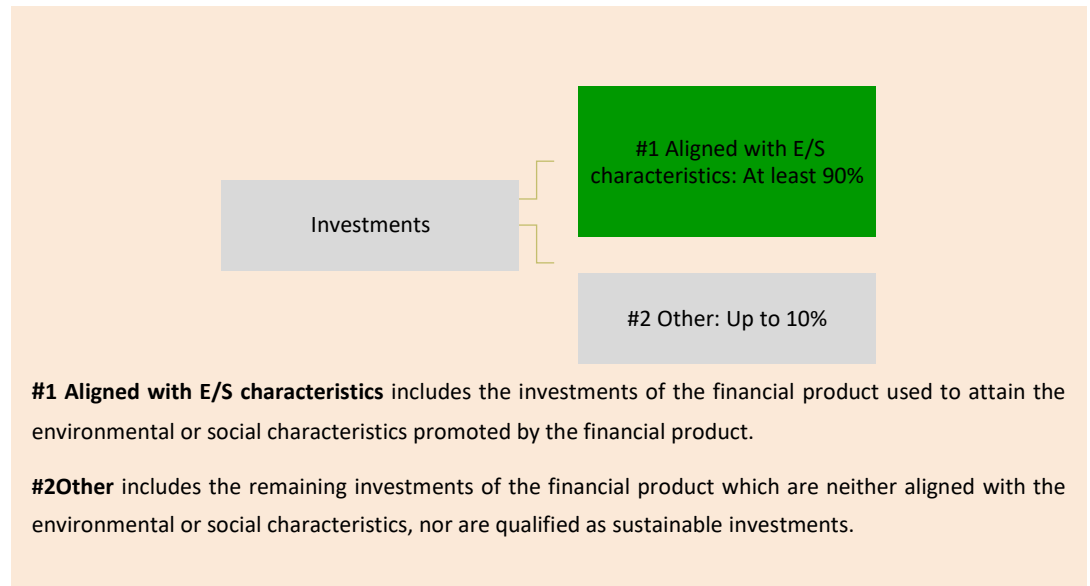 #1 Aligned with E/S
characteristics: At least 90%
Investments
#2 Other: Up to 10%
#1 Aligned with E/S characteristics includes the investments of the financial product used to attain the
environmental or social characteristics promoted by the financial product.
#2Other includes the remaining investments of the financial product which are neither aligned with the
environmental or social characteristics, nor are qualified as sustainable investments.